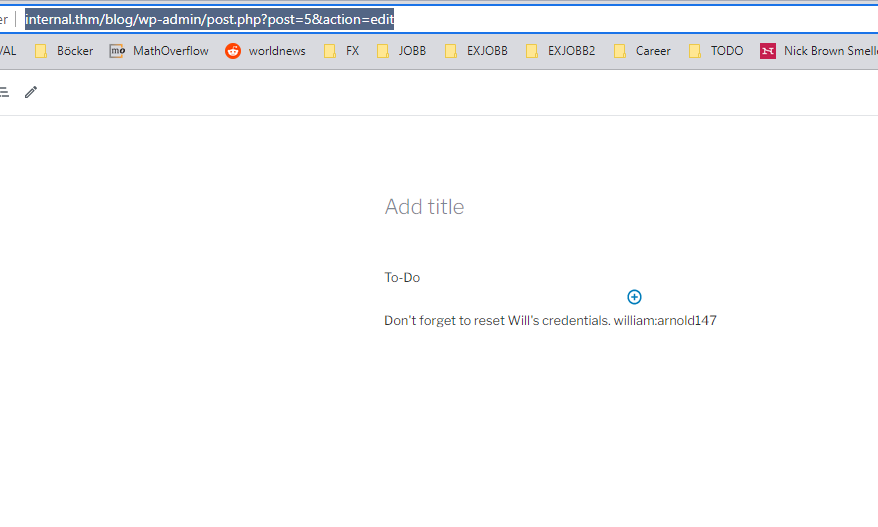 er internal.thm/blog/wp-admin/post.php?post=5&action=edit
VAL Böcker mo MathOverflow worldnews FX JOBB EXJOBB EXJOBB2 Career TODO Nick Brown Smelle
Add title
To-Do
Don't forget to reset Will's credentials. william:arnold147